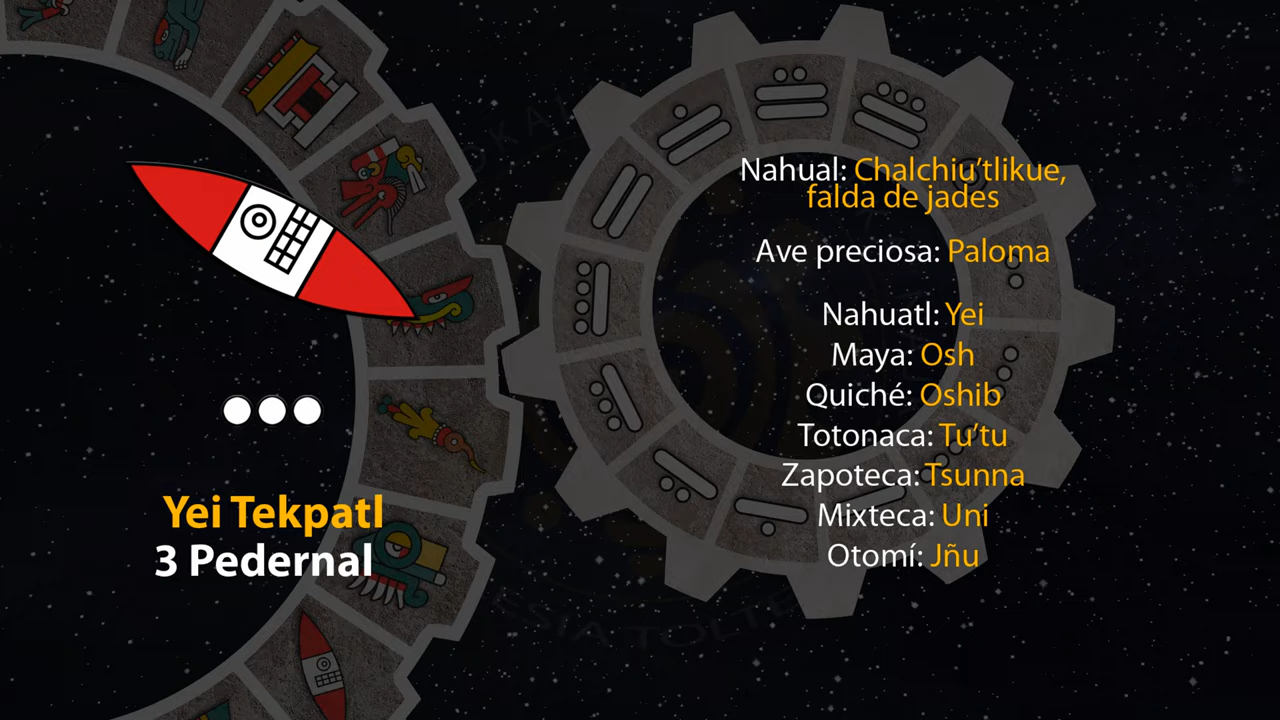 Nahual: Chalchiu’tlikue,
falda de jades
Ave preciosa: Paloma
Nahuatl: Yei
Maya: Osh
Quiché: Oshib
Totonaca: Tu’tu
Zapoteca: Tsunna
Mixteca: Uni
Otomí: Jñu
Yei Tekpatl
3 Pedernal